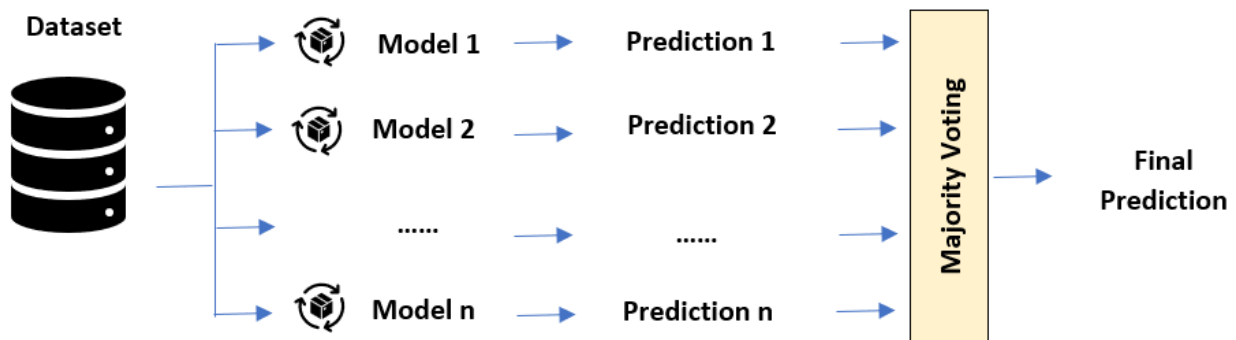 Dataset
Model 1
Prediction 1
Model 2
Prediction 2
......
......
Model n
Prediction n
Majority Voting
Final
Prediction